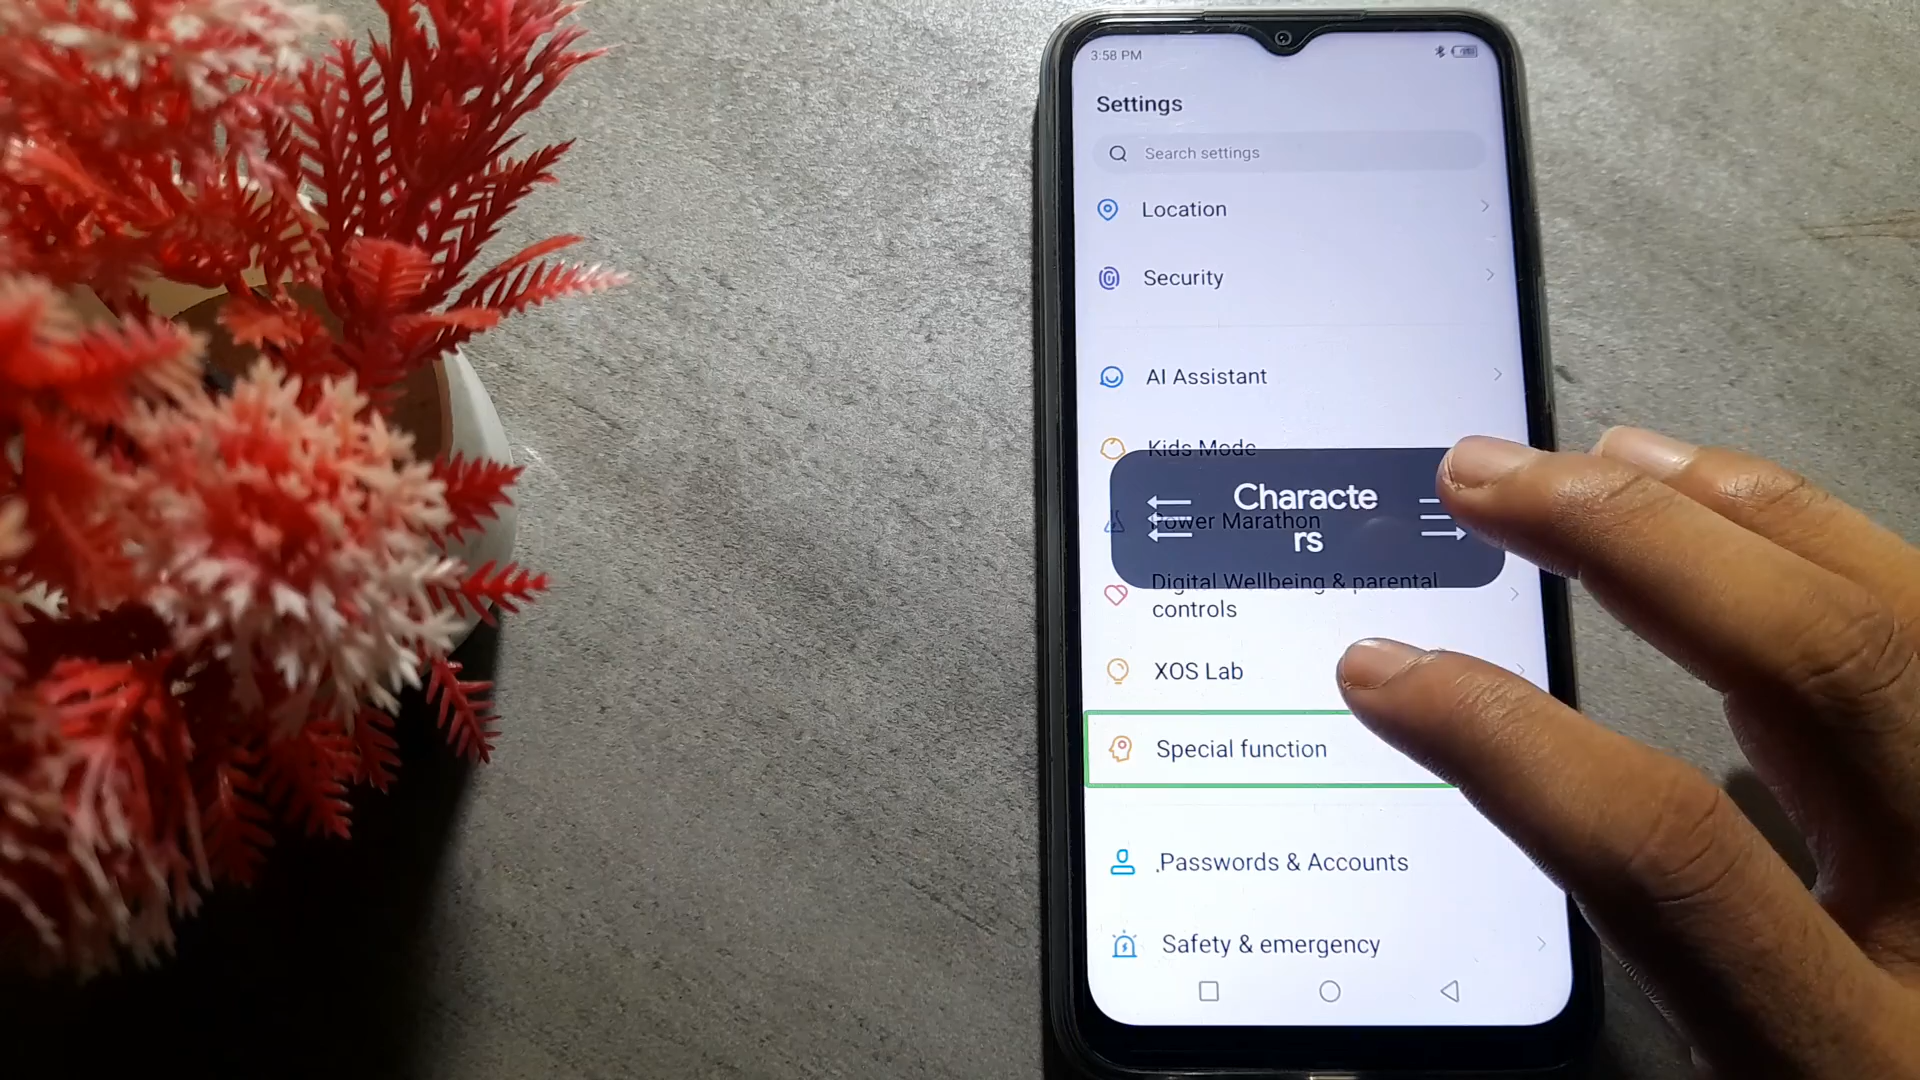 3:58 PM
Settings
Search settings
Location
Security
AI Assistant
Kids Mode
Characte
rs
Power Marathon
Digital Wellbeing & parental
controls
XOS Lab
Special function
Passwords & Accounts
Safety & emergency